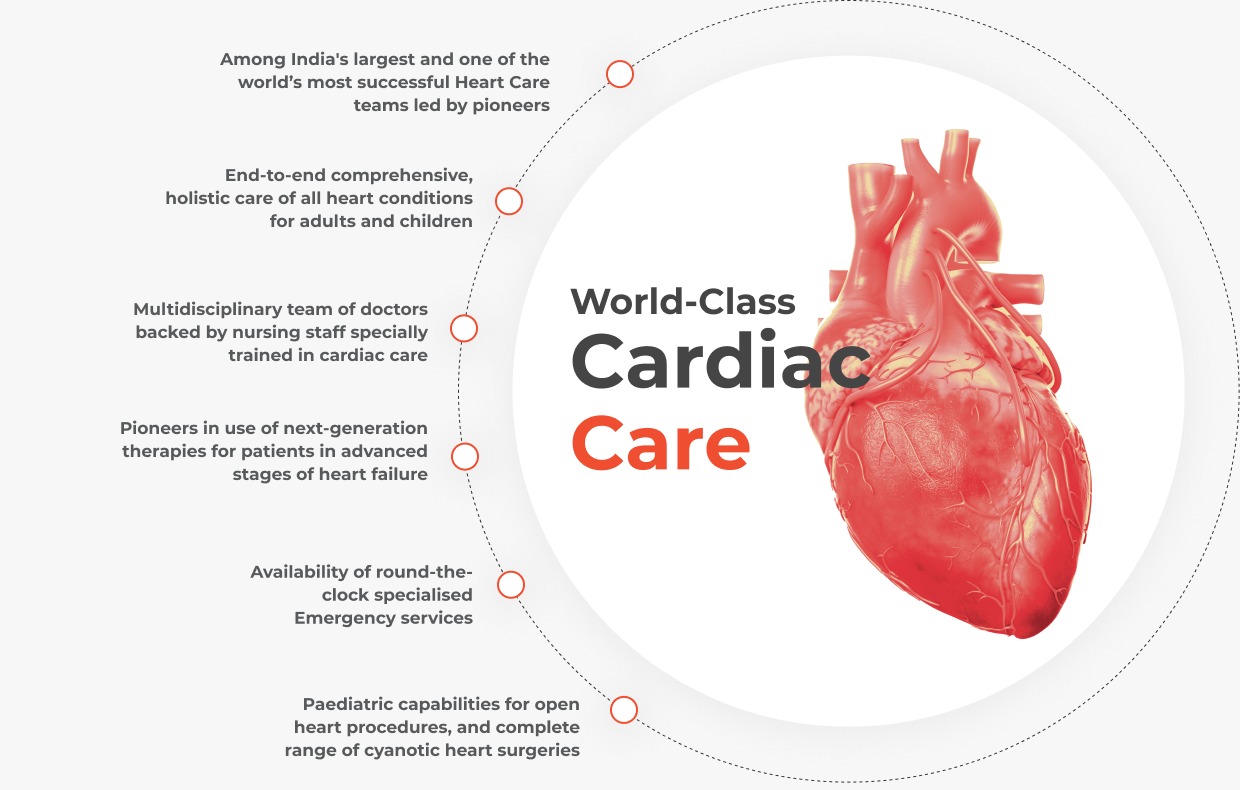 Among India's largest and one of the
world’s most successful Heart Care
teams led by pioneers
End-to-end comprehensive,
holistic care of all heart conditions
for adults and children
Multidisciplinary team of doctors
backed by nursing staff specially
trained in cardiac care
Pioneers in use of next-generation
therapies for patients in advanced
stages of heart failure
Availability of round-the-
clock specialised
Emergency services
Paediatric capabilities for open
heart procedures, and complete
range of cyanotic heart surgeries
World-Class
Cardiac
Care